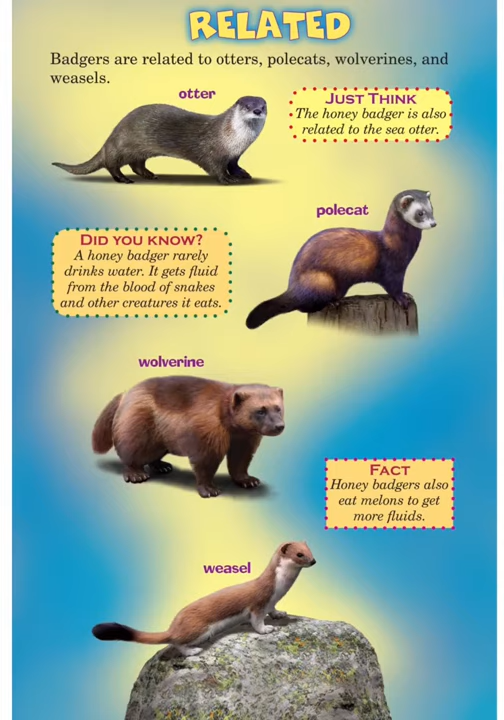 RELATED
Badgers are related to otters, polecats, wolverines, and
weasels.
otter
JUST THINK
The honey badger is also
related to the sea otter.
polecat
DID YOU KNOW?
A honey badger rarely
drinks water. It gets fluid
from the blood of snakes
and other creatures it eats.
wolverine
FACT
Honey badgers also
eat melons to get
more fluids.
weasel